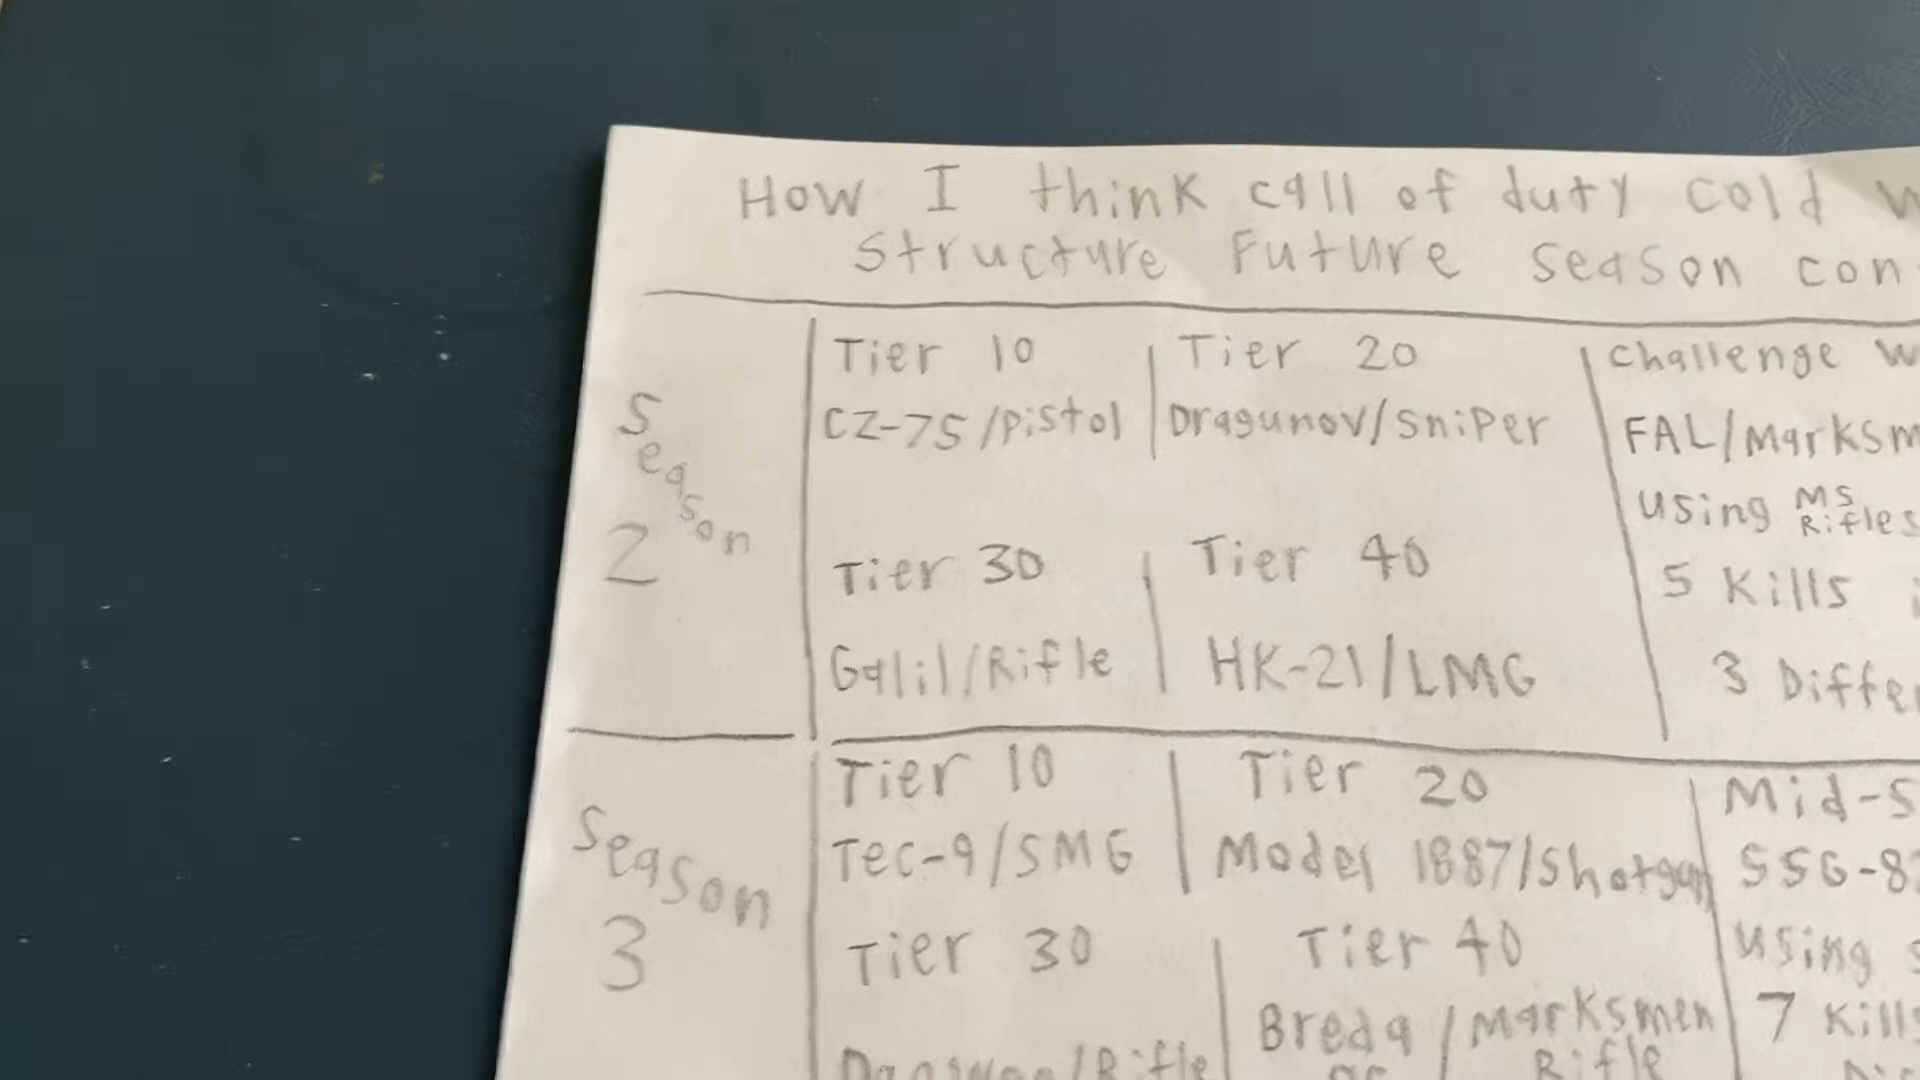 How I think call of duty cold
structure Future season con
Season 2
Tier 10
CZ-75/Pistol
Tier 20
Dragunov/Sniper
Challenge W
FAL/Marksm
using MS Rifles
5 Kills
3 Differ
Tier 30
Galil/Rifle
Tier 40
HK-21/LMG
Season 3
Tier 10
Tec-9/SMG
Tier 20
Model 1887/Shotgun
Mid-S
SSG-8
using
7 Kills
Tier 30
Tier 40
Breda /Marksmen
Rifle